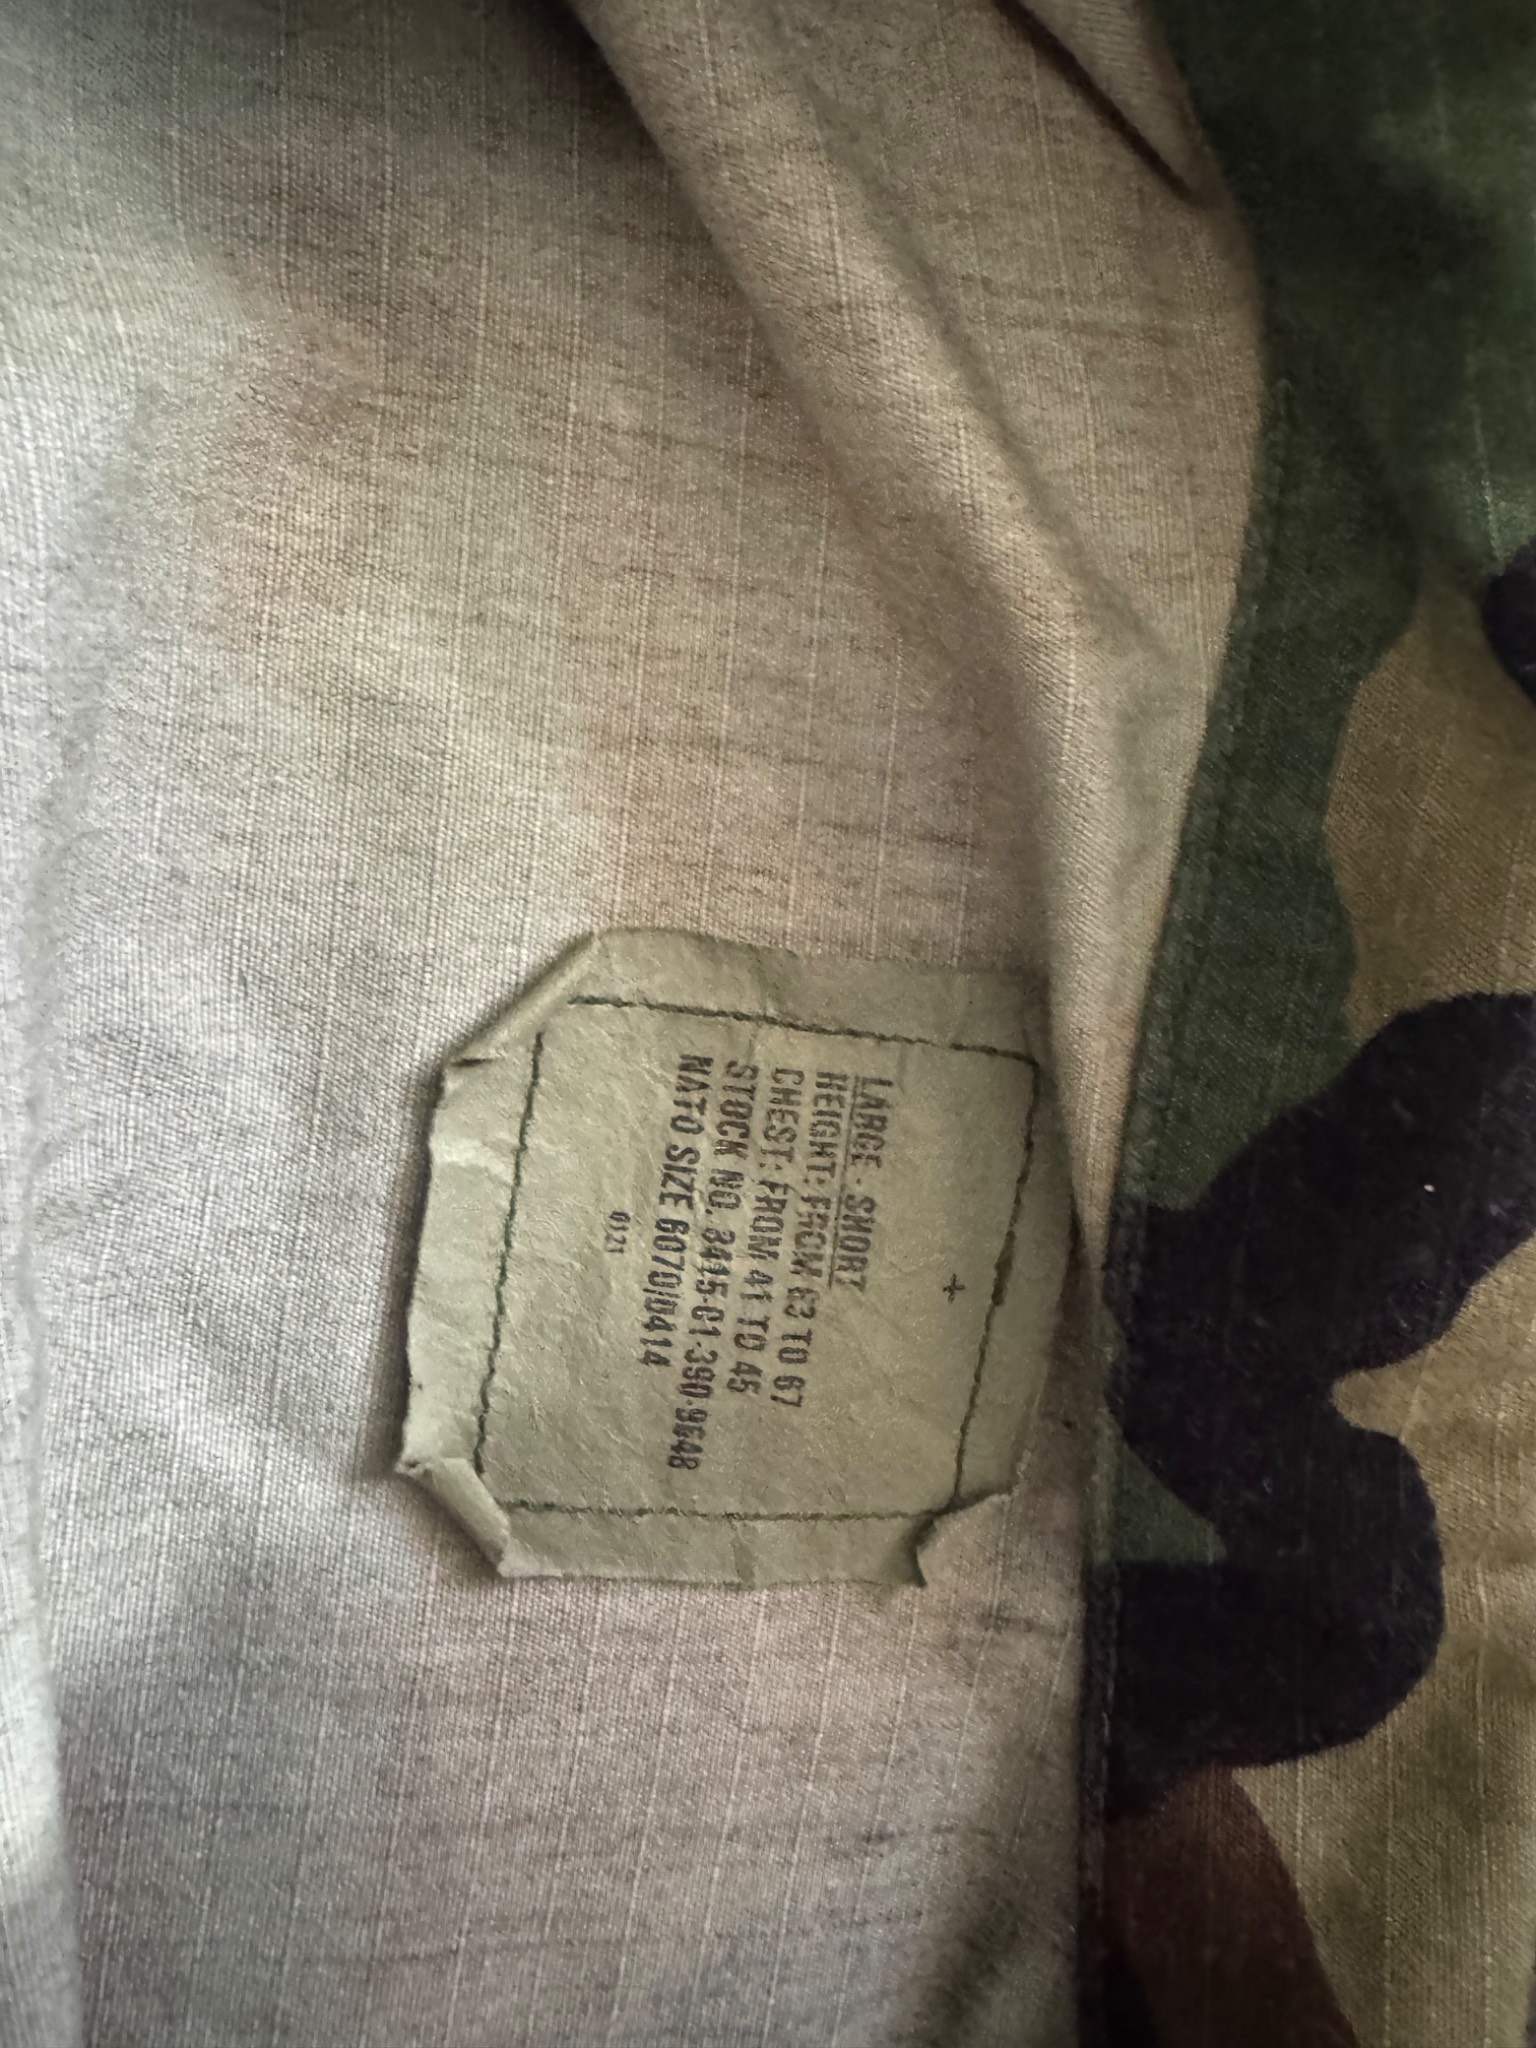 LARGE - SHORT
HEIGHT: FROM 63 TO 67
CHEST: FROM 41 TO 45
STOCK NO. 8415-01-390-9648
NATO SIZE 6070/0414
0121